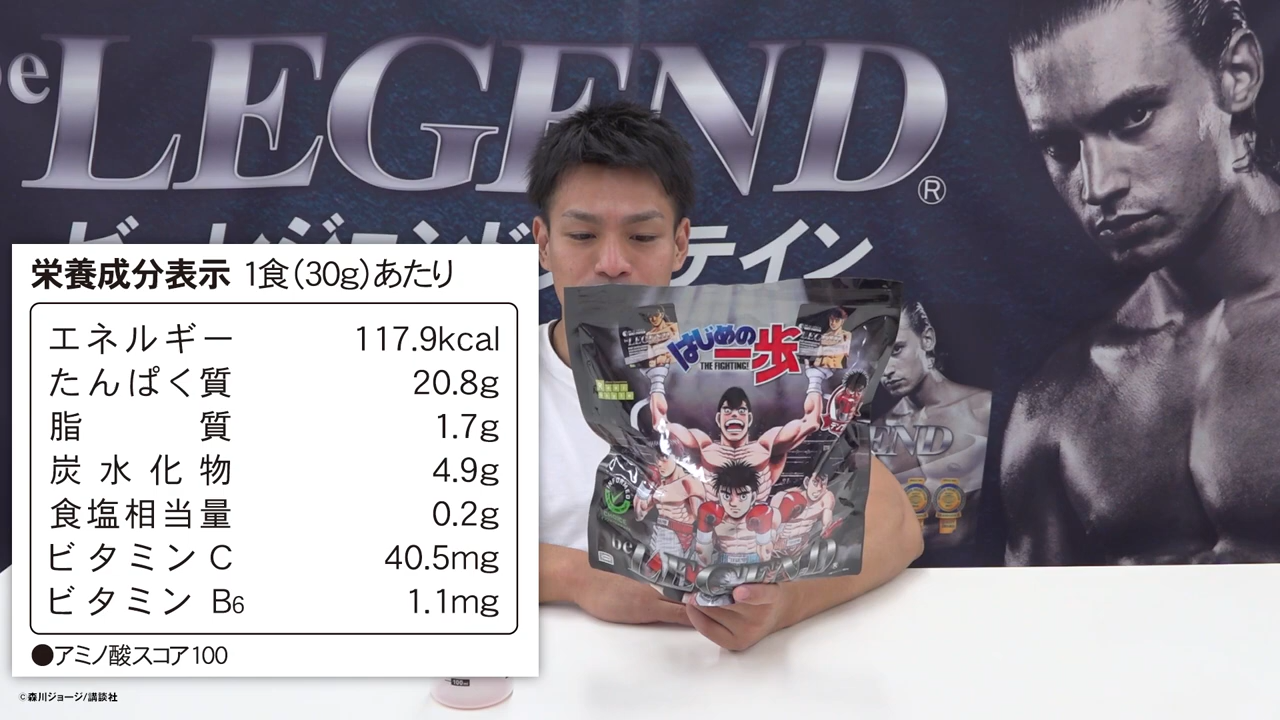 be LEGEND®
ビーレジェンドプロテイン
栄養成分表示 1食(30g)あたり
エネルギー 117.9kcal
たんぱく質 20.8g
脂質 1.7g
炭水化物 4.9g
食塩相当量 0.2g
ビタミンC 40.5mg
ビタミンB6 1.1mg
●アミノ酸スコア100
はじめの一歩
THE FIGHTING!
be LEGEND
END
©森川ジョージ/講談社